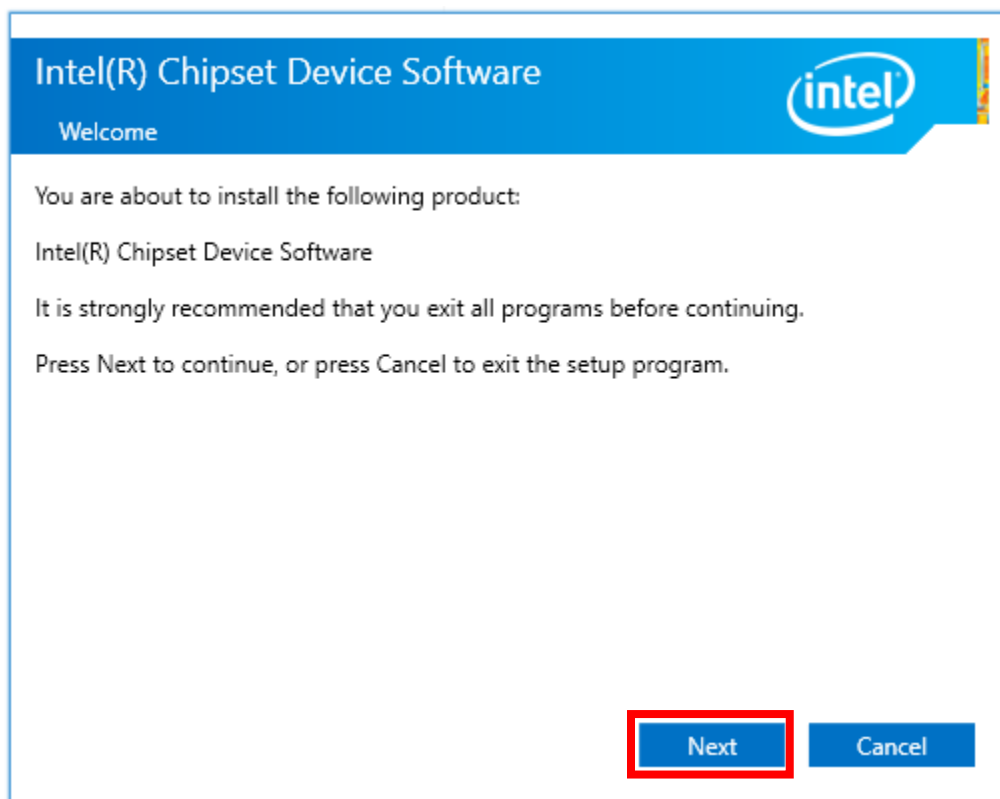 Intel(R) Chipset Device Software
intel
Welcome
You are about to install the following product:
Intel(R) Chipset Device Software
It is strongly recommended that you exit all programs before continuing.
Press Next to continue, or press Cancel to exit the setup program.
Next
Cancel